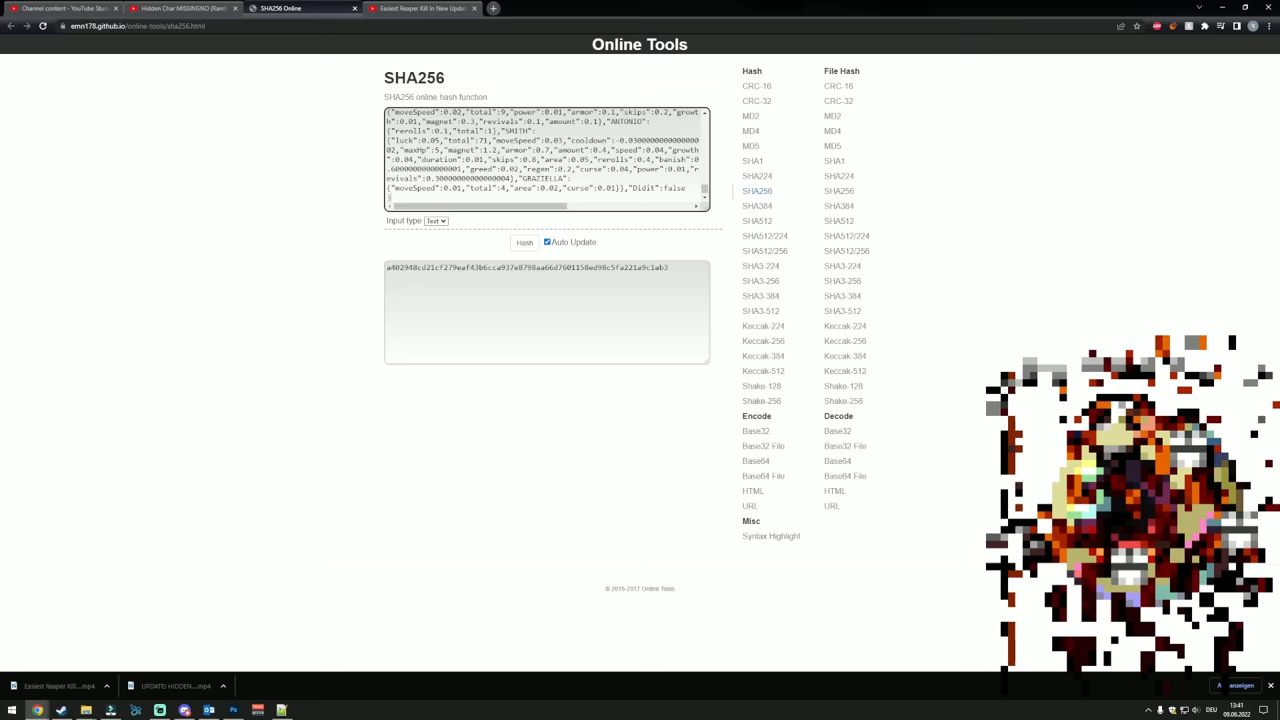 Channel content - YouTube Stud
Hidden Char MISSINGNO (Rand
SHA256 Online
Easiest Reaper Kill In New Updat
emn178.github.io/online-tools/sha256.html
Online Tools
SHA256
SHA256 online hash function
{"moveSpeed":0.02,"total":9,"power":0.01,"armor":0.1,"skips":0.2,"growt
h":0.01,"magnet":0.3,"revivals":0.1,"amount":0.1},"ANTONIO":
{"rerolls":0.1,"total":1},"SMITH":
{"luck":0.05,"total":71,"moveSpeed":0.03,"cooldown":-0.0300000000000000
02,"maxHp":5,"magnet":1.2,"armor":0.7,"amount":0.4,"speed":0.04,"growth
":0.04,"duration":0.01,"skips":0.8,"area":0.05,"rerolls":0.4,"banish":0
.6000000000000001,"greed":0.02,"regen":0.2,"curse":0.04,"power":0.01,"r
evivals":0.30000000000000004},"GRAZIELLA":
{"moveSpeed":0.01,"total":4,"area":0.02,"curse":0.01}},"Didit":false
Input type Text
Hash Auto Update
a402948cd21cf279eaf43b6cca937e8798aa66d7601158ed98c5fa221a9c1ab3
Hash
CRC-16
CRC-32
MD2
MD4
MD5
SHA1
SHA224
SHA256
SHA384
SHA512
SHA512/224
SHA512/256
SHA3-224
SHA3-256
SHA3-384
SHA3-512
Keccak-224
Keccak-256
Keccak-384
Keccak-512
Shake-128
Shake-256
Encode
Base32
Base32 File
Base64
Base64 File
HTML
URL
Misc
Syntax Highlight
File Hash
CRC-16
CRC-32
MD2
MD4
MD5
SHA1
SHA224
SHA256
SHA384
SHA512
SHA512/224
SHA512/256
SHA3-224
SHA3-256
SHA3-384
SHA3-512
Keccak-224
Keccak-256
Keccak-384
Keccak-512
Shake-128
Shake-256
Decode
Base32
Base32 File
Base64
Base64 File
HTML
URL
© 2015-2017 Online Tools
Easiest Reaper Kill....mp4
UPDATE! HIDDEN....mp4
anzeigen
DEU
13:41
09.06.2022